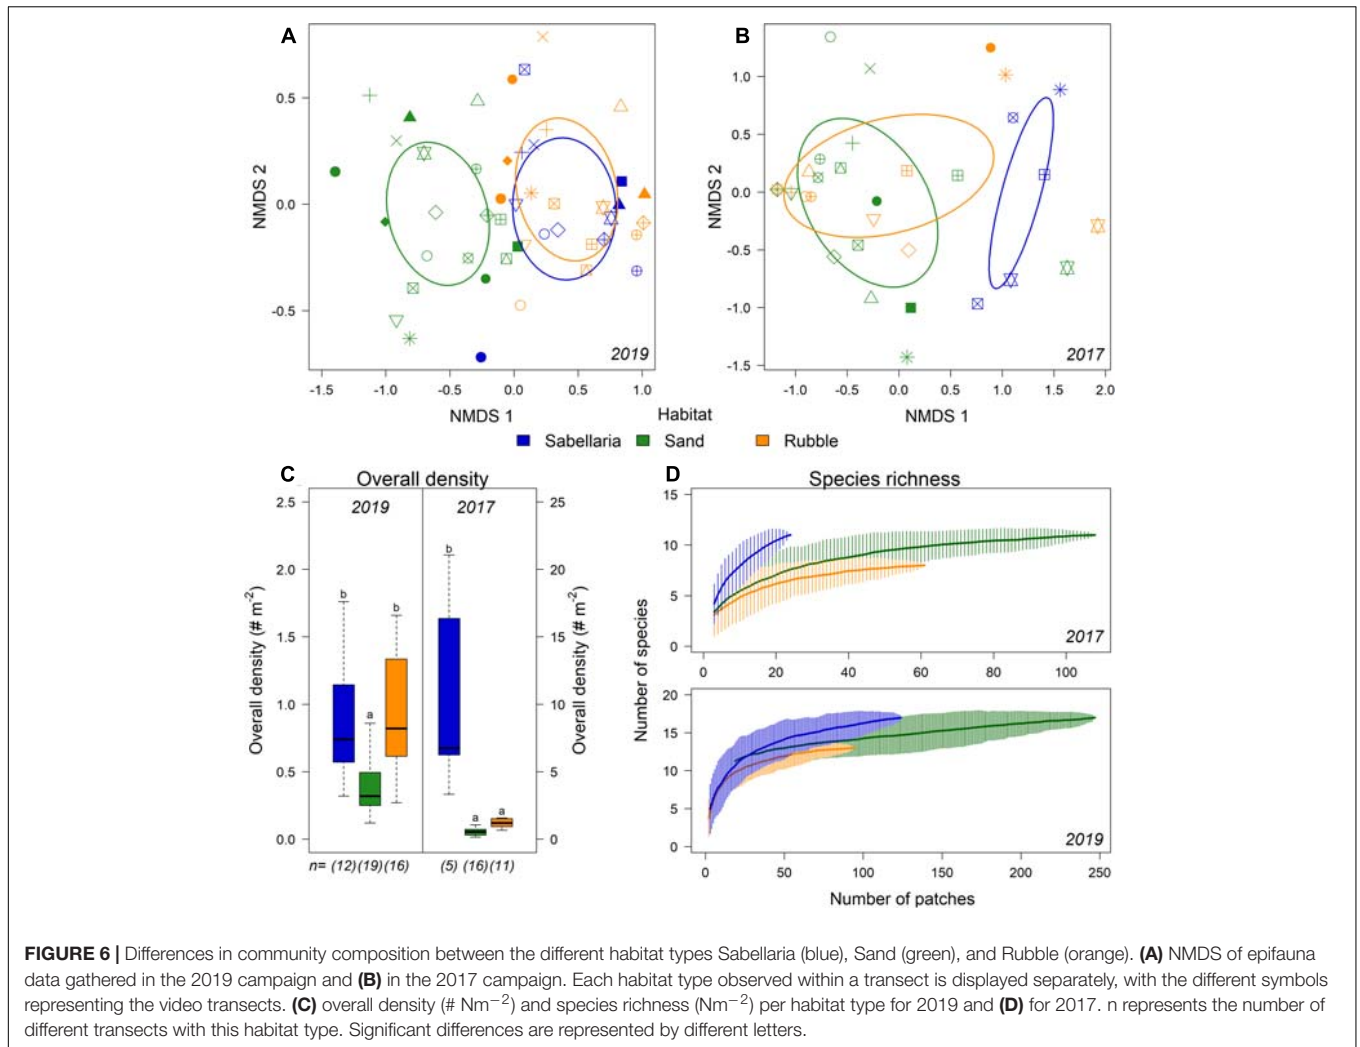 A
B
NMDS 2
0.5
0.0
-0.5
-1.5
-1.0
-0.5
0.0
0.5
1.0
2019
NMDS 1
NMDS 2
1.0
0.5
0.0
-0.5
-1.0
-1.5
-1.0
-0.5
0.0
0.5
1.0
1.5
2.0
2017
NMDS 1
Habitat
Sabellaria Sand Rubble
C
Overall density
2019 2017
Overall density (# m-2)
2.5
2.0
1.5
1.0
0.5
0.0
b
a
b
b
a
a
25
20
15
10
5
0
Overall density (# m-2)
n= (12)(19)(16) (5) (16)(11)
D
Species richness
Number of species
15
10
5
0
2017
0 20 40 60 80 100
20
15
10
5
0
2019
0 50 100 150 200 250
Number of patches
FIGURE 6 | Differences in community composition between the different habitat types Sabellaria (blue), Sand (green), and Rubble (orange). (A) NMDS of epifauna
data gathered in the 2019 campaign and (B) in the 2017 campaign. Each habitat type observed within a transect is displayed separately, with the different symbols
representing the video transects. (C) overall density (# Nm−2) and species richness (Nm−2) per habitat type for 2019 and (D) for 2017. n represents the number of
different transects with this habitat type. Significant differences are represented by different letters.